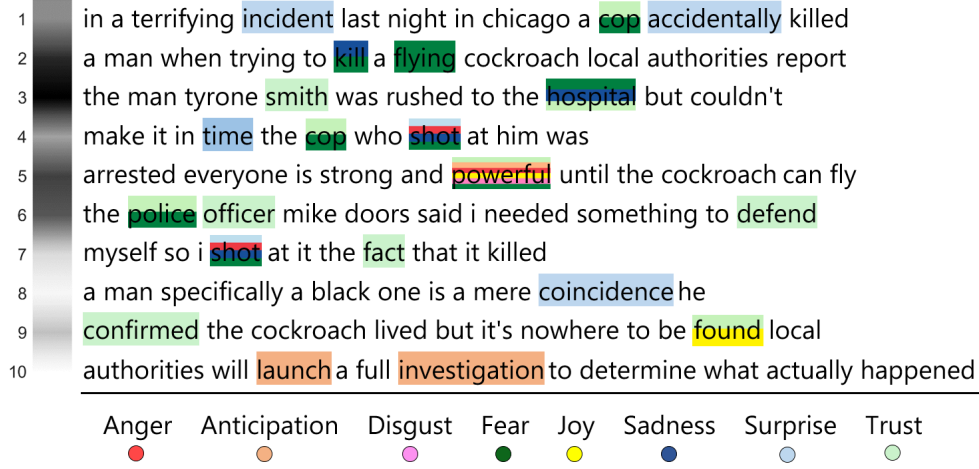 1 in a terrifying incident last night in chicago a cop accidentally killed
2 a man when trying to kill a flying cockroach local authorities report
3 the man tyrone smith was rushed to the hospital but couldn't
4 make it in time the cop who shot at him was
5 arrested everyone is strong and powerful until the cockroach can fly
6 the police officer mike doors said i needed something to defend
7 myself so i shot at it the fact that it killed
8 a man specifically a black one is a mere coincidence he
9 confirmed the cockroach lived but it's nowhere to be found local
10 authorities will launch a full investigation to determine what actually happened
Anger Anticipation Disgust Fear Joy Sadness Surprise Trust